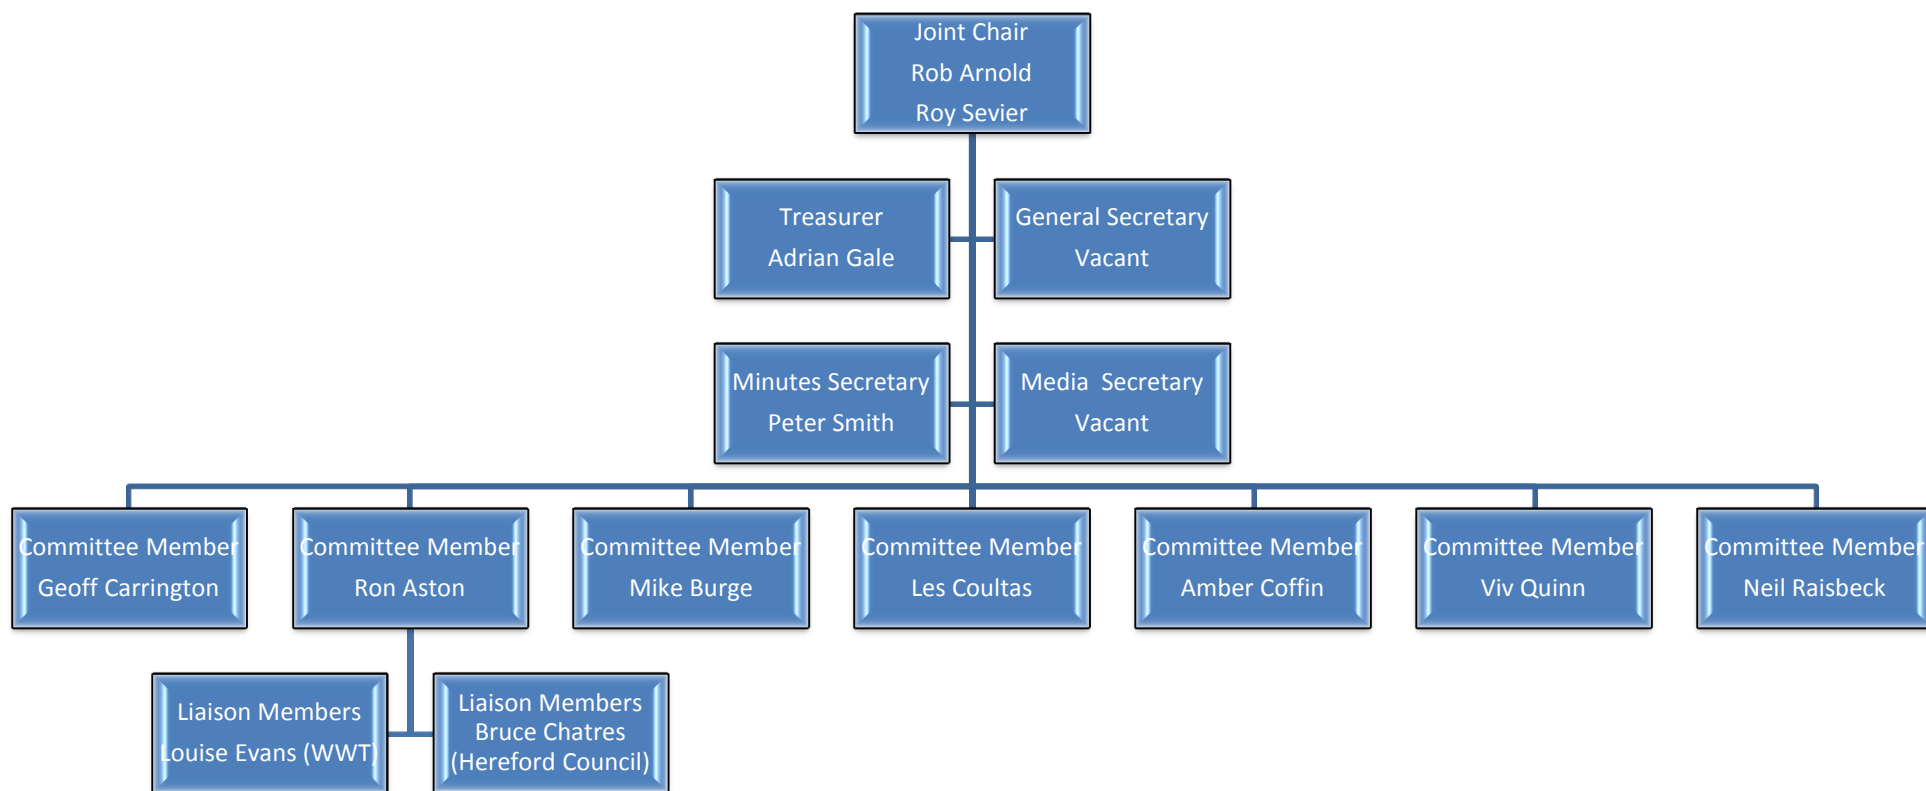 Joint Chair
Rob Arnold
Roy Sevier
Treasurer
Adrian Gale
General Secretary
Vacant
Minutes Secretary
Peter Smith
Media  Secretary
Vacant
Committee Member
Geoff Carrington
Committee Member
Ron Aston
Committee Member
Mike Burge
Committee Member
Les Coultas
Committee Member
Amber Coffin
Committee Member
Viv Quinn
Committee Member
Neil Raisbeck
Liaison Members
Louise Evans (WWT)
Liaison Members
Bruce Chatres
(Hereford Council)